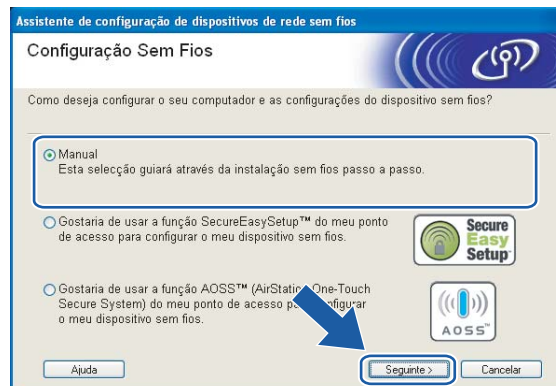 Assistente de configuração de dispositivos de rede sem fios
Configuração Sem Fios
Como deseja configurar o seu computador e as configurações do dispositivo sem fios?
Manual
Esta selecção guiará através da instalação sem fios passo a passo.
Gostaria de usar a função SecureEasySetup™ do meu ponto
de acesso para configurar o meu dispositivo sem fios.
Secure
Easy
Setup
Gostaria de usar a função AOSS™ (AirStation One-Touch
Secure System) do meu ponto de acesso
o meu dispositivo sem fios.
AOSS™
Ajuda
Seguinte >
Cancelar